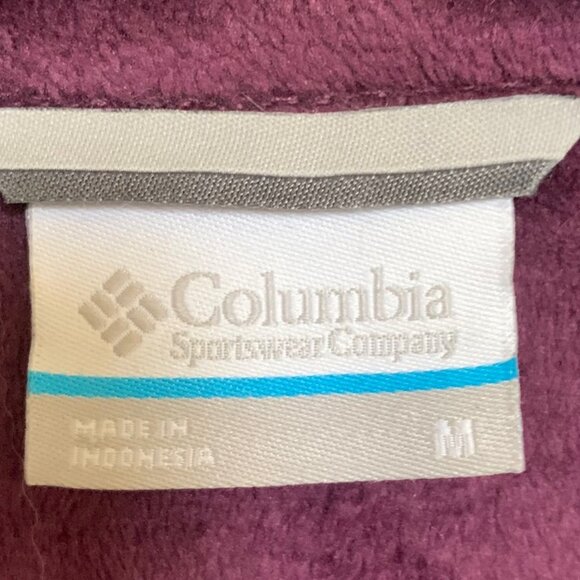 Columbia
Sportswear Company
MADE IN
INDONESIA
M